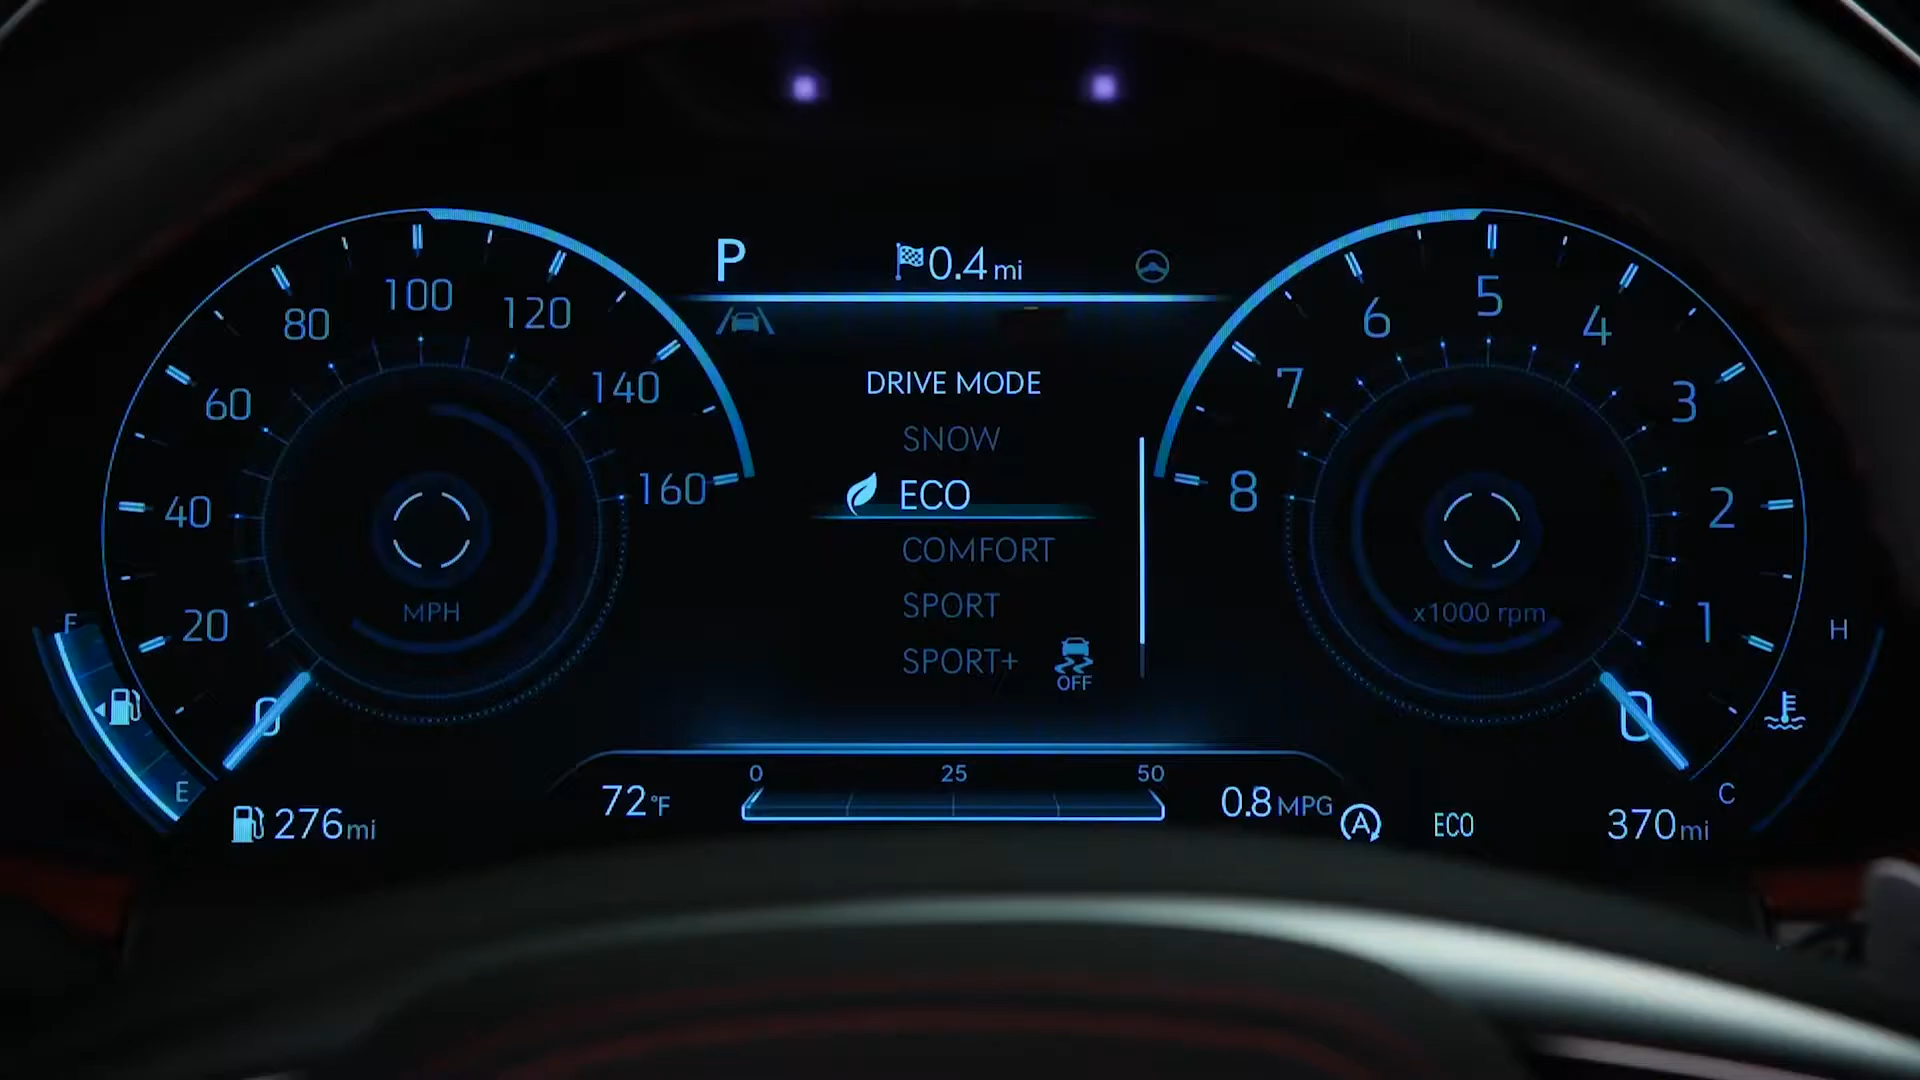 P
0.4 mi
DRIVE MODE
SNOW
ECO
COMFORT
SPORT
SPORT+
OFF
0
20
40
60
80
100
120
140
160
MPH
8
7
6
5
4
3
2
1
0
x1000 rpm
F
E
H
C
276 mi
72°F
0 25 50
0.8 MPG
A
ECO
370 mi